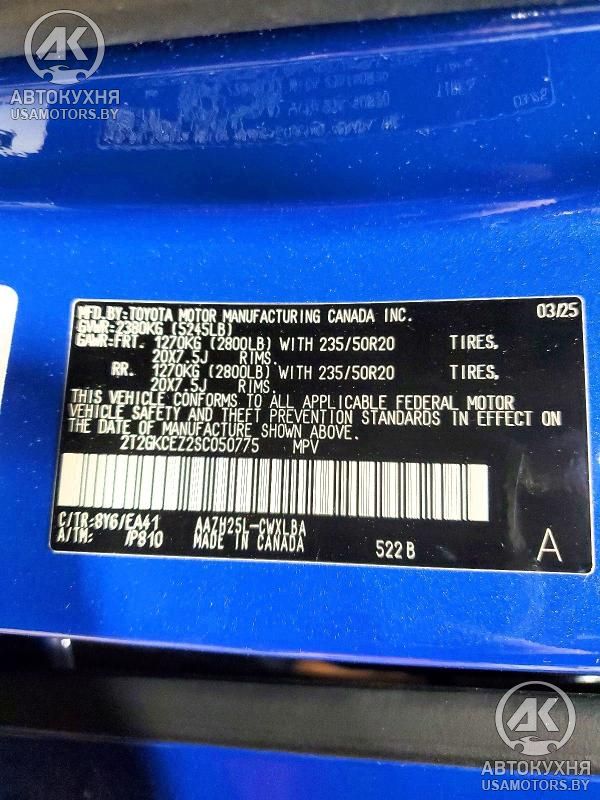 АК
АВТОКУХНЯ
USAMOTORS.BY
TIRES
MFD.BY:TOYOTA MOTOR MANUFACTURING CANADA INC. 03/25
GVWR:2380KG (5245LB)
GAWR:FRT. 1270KG (2800LB) WITH 235/50R20 TIRES,
20X7.5J RIMS.
RR. 1270KG (2800LB) WITH 235/50R20 TIRES,
20X7.5J RIMS.
THIS VEHICLE CONFORMS TO ALL APPLICABLE FEDERAL MOTOR
VEHICLE SAFETY AND THEFT PREVENTION STANDARDS IN EFFECT ON
THE DATE OF MANUFACTURE SHOWN ABOVE.
2T2GKCEZ2SC050775 MPV
C/TR:8Y6/EA41 AAZH25L-CWXLBA
A/TM: /P810 MADE IN CANADA 522B A
АК
АВТОКУХНЯ
USAMOTORS.BY